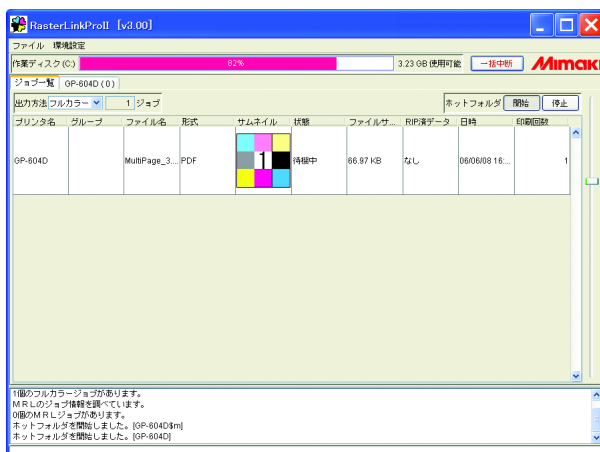 RasterLinkProII [v3.00]
ファイル 環境設定
作業ディスク(C:) 82% 3.23 GB 使用可能 一括中断 Mimaki
ジョブ一覧 GP-604D ( 0 )
出力方法 フルカラー 1 ジョブ ホットフォルダ 開始 停止
プリンタ名 グループ ファイル名 形式 サムネイル 状態 ファイルサ... RIP済データ 日時 印刷回数
GP-604D MultiPage_3... PDF 1 待機中 66.97 KB なし 06/06/08 16:... 1
1個のフルカラージョブがあります。
MRLのジョブ情報を調べています。
0個のMRLジョブがあります。
ホットフォルダを開始しました。[GP-604D$m]
ホットフォルダを開始しました。[GP-604D]